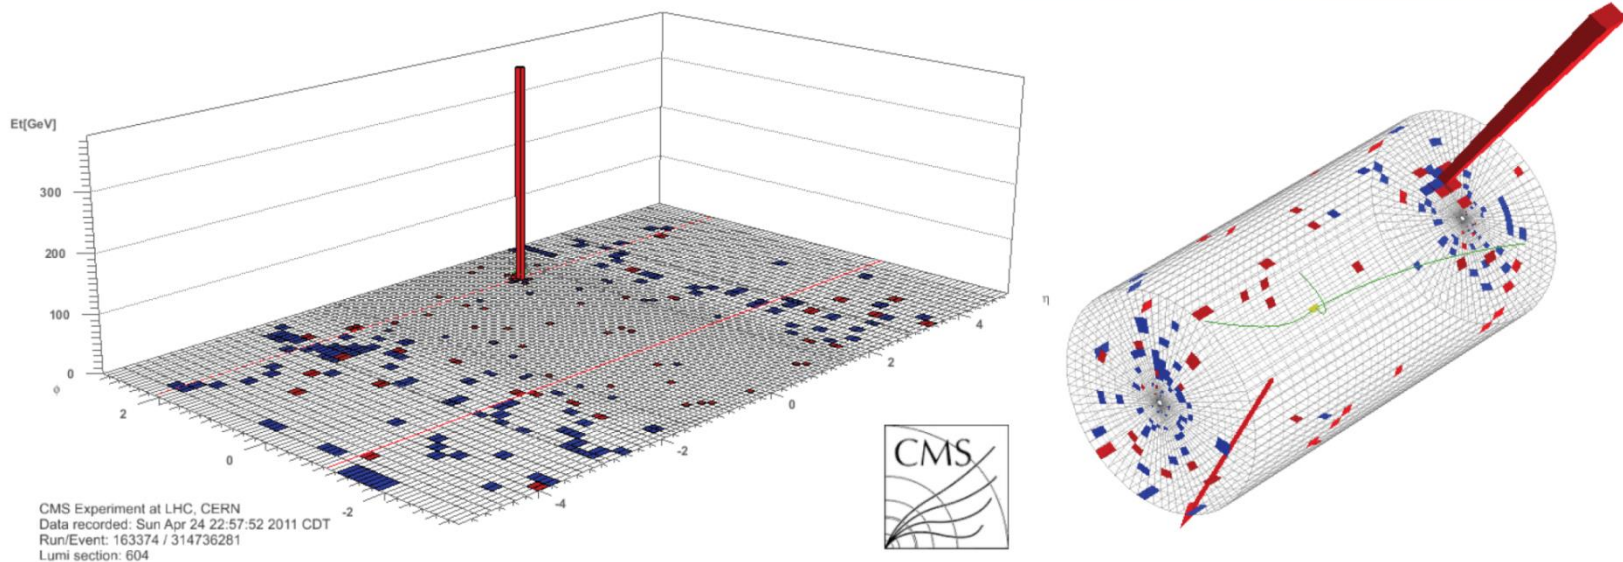 Et[GeV]
300
200
100
0
φ
2
0
-2
-4
-2
0
2
4
η
CMS
CMS Experiment at LHC, CERN
Data recorded: Sun Apr 24 22:57:52 2011 CDT
Run/Event: 163374 / 314736281
Lumi section: 604